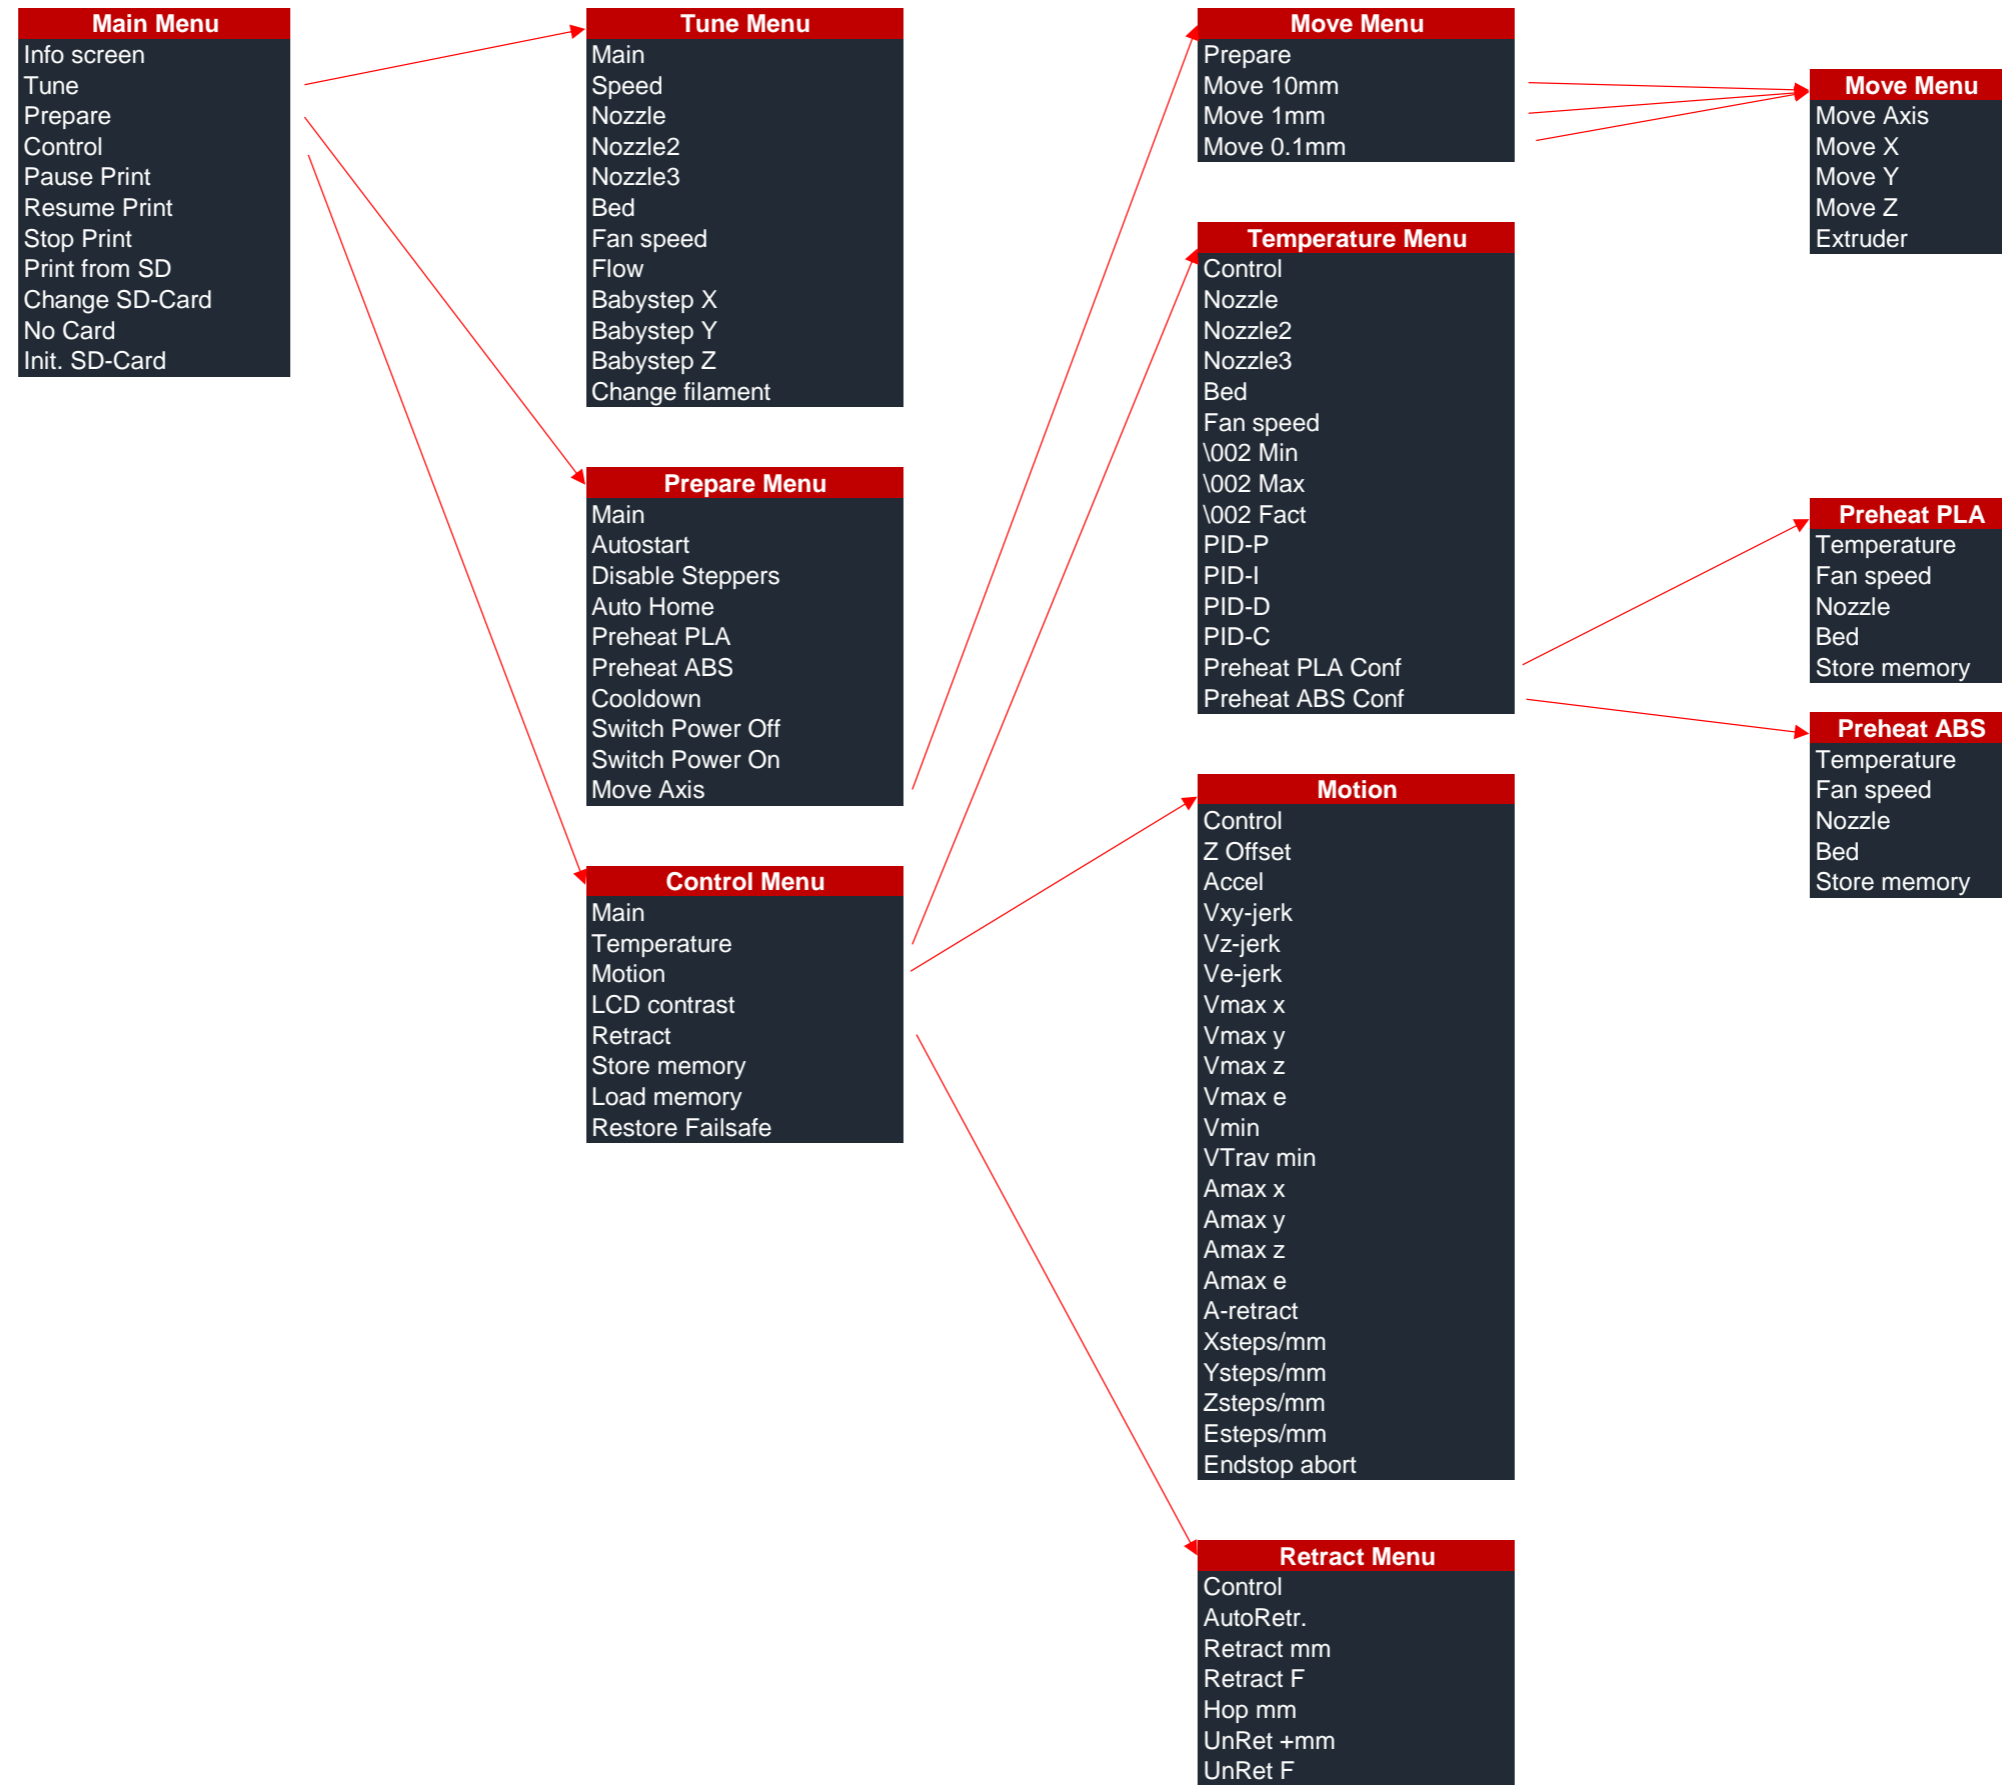 Main Menu
Info screen
Tune
Prepare
Control
Pause Print
Resume Print
Stop Print
Print from SD
Change SD-Card
No Card
Init. SD-Card
Tune Menu
Main
Speed
Nozzle
Nozzle2
Nozzle3
Bed
Fan speed
Flow
Babystep X
Babystep Y
Babystep Z
Change filament
Prepare Menu
Main
Autostart
Disable Steppers
Auto Home
Preheat PLA
Preheat ABS
Cooldown
Switch Power Off
Switch Power On
Move Axis
Control Menu
Main
Temperature
Motion
LCD contrast
Retract
Store memory
Load memory
Restore Failsafe
Move Menu
Prepare
Move 10mm
Move 1mm
Move 0.1mm
Temperature Menu
Control
Nozzle
Nozzle2
Nozzle3
Bed
Fan speed
\002 Min
\002 Max
\002 Fact
PID-P
PID-I
PID-D
PID-C
Preheat PLA Conf
Preheat ABS Conf
Motion
Control
Z Offset
Accel
Vxy-jerk
Vz-jerk
Ve-jerk
Vmax x
Vmax y
Vmax z
Vmax e
Vmin
VTrav min
Amax x
Amax y
Amax z
Amax e
A-retract
Xsteps/mm
Ysteps/mm
Zsteps/mm
Esteps/mm
Endstop abort
Retract Menu
Control
AutoRetr.
Retract mm
Retract F
Hop mm
UnRet +mm
UnRet F
Move Menu
Move Axis
Move X
Move Y
Move Z
Extruder
Preheat PLA
Temperature
Fan speed
Nozzle
Bed
Store memory
Preheat ABS
Temperature
Fan speed
Nozzle
Bed
Store memory